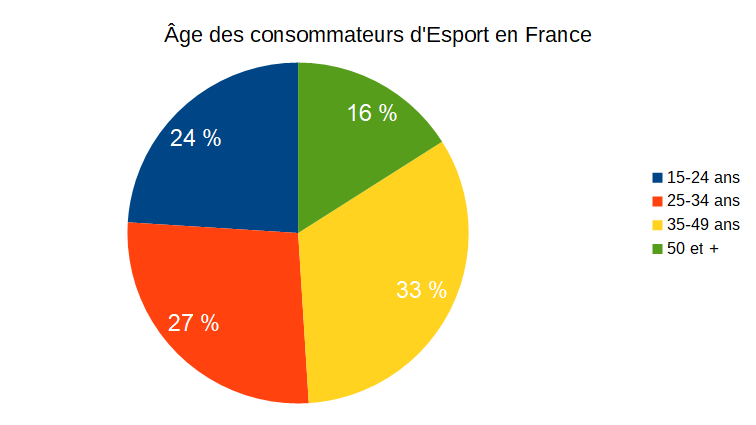 Âge des consommateurs d'Esport en France
16 %
24 %
33 %
27 %
15-24 ans
25-34 ans
35-49 ans
50 et +